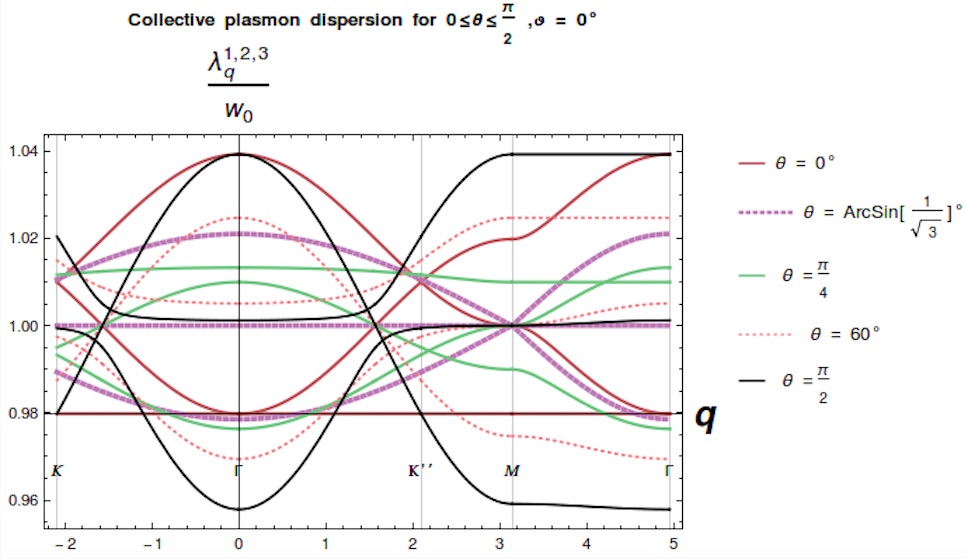 Collective plasmon dispersion for 0≤θ≤ π/2 ,ϑ = 0°
λ_q^{1,2,3} / w_0
1.04
1.02
1.00
0.98
0.96
K Γ K'' M Γ
-2 -1 0 1 2 3 4 5
q
θ = 0°
θ = ArcSin[ 1/√3 ]°
θ = π/4
θ = 60°
θ = π/2